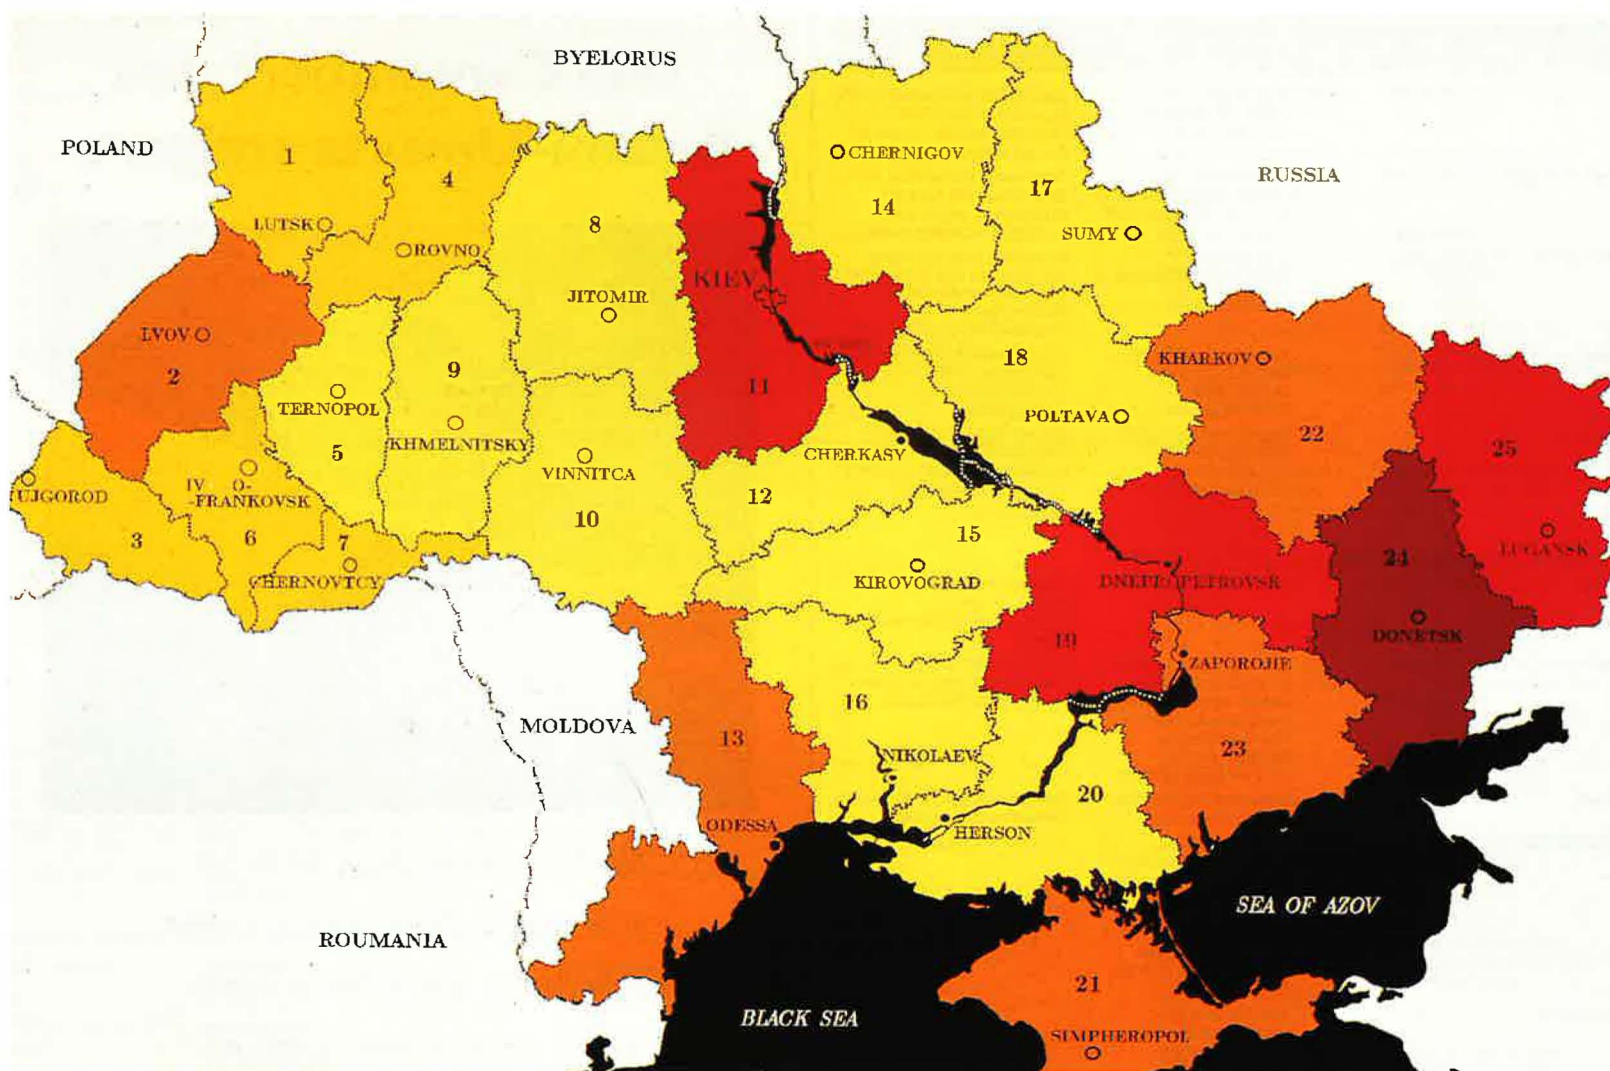 BYELORUS
POLAND
RUSSIA
1
4
LUTSK
ROVNO
8
JITOMIR
KIEV
11
CHERNIGOV
14
17
SUMY
LVOV
2
TERNOPOL
5
9
KHMELNITSKY
VINNITCA
10
CHERKASY
12
18
POLTAVA
KHARKOV
22
25
LUGANSK
UJGOROD
3
IV O-
-FRANKOVSK
6
7
CHERNOVTCY
15
KIROVOGRAD
DNEPROPETROVSK
19
24
DONETSK
ZAPOROJIE
23
MOLDOVA
13
ODESSA
16
NIKOLAEV
20
HERSON
ROUMANIA
BLACK SEA
SEA OF AZOV
21
SIMPHEROPOL